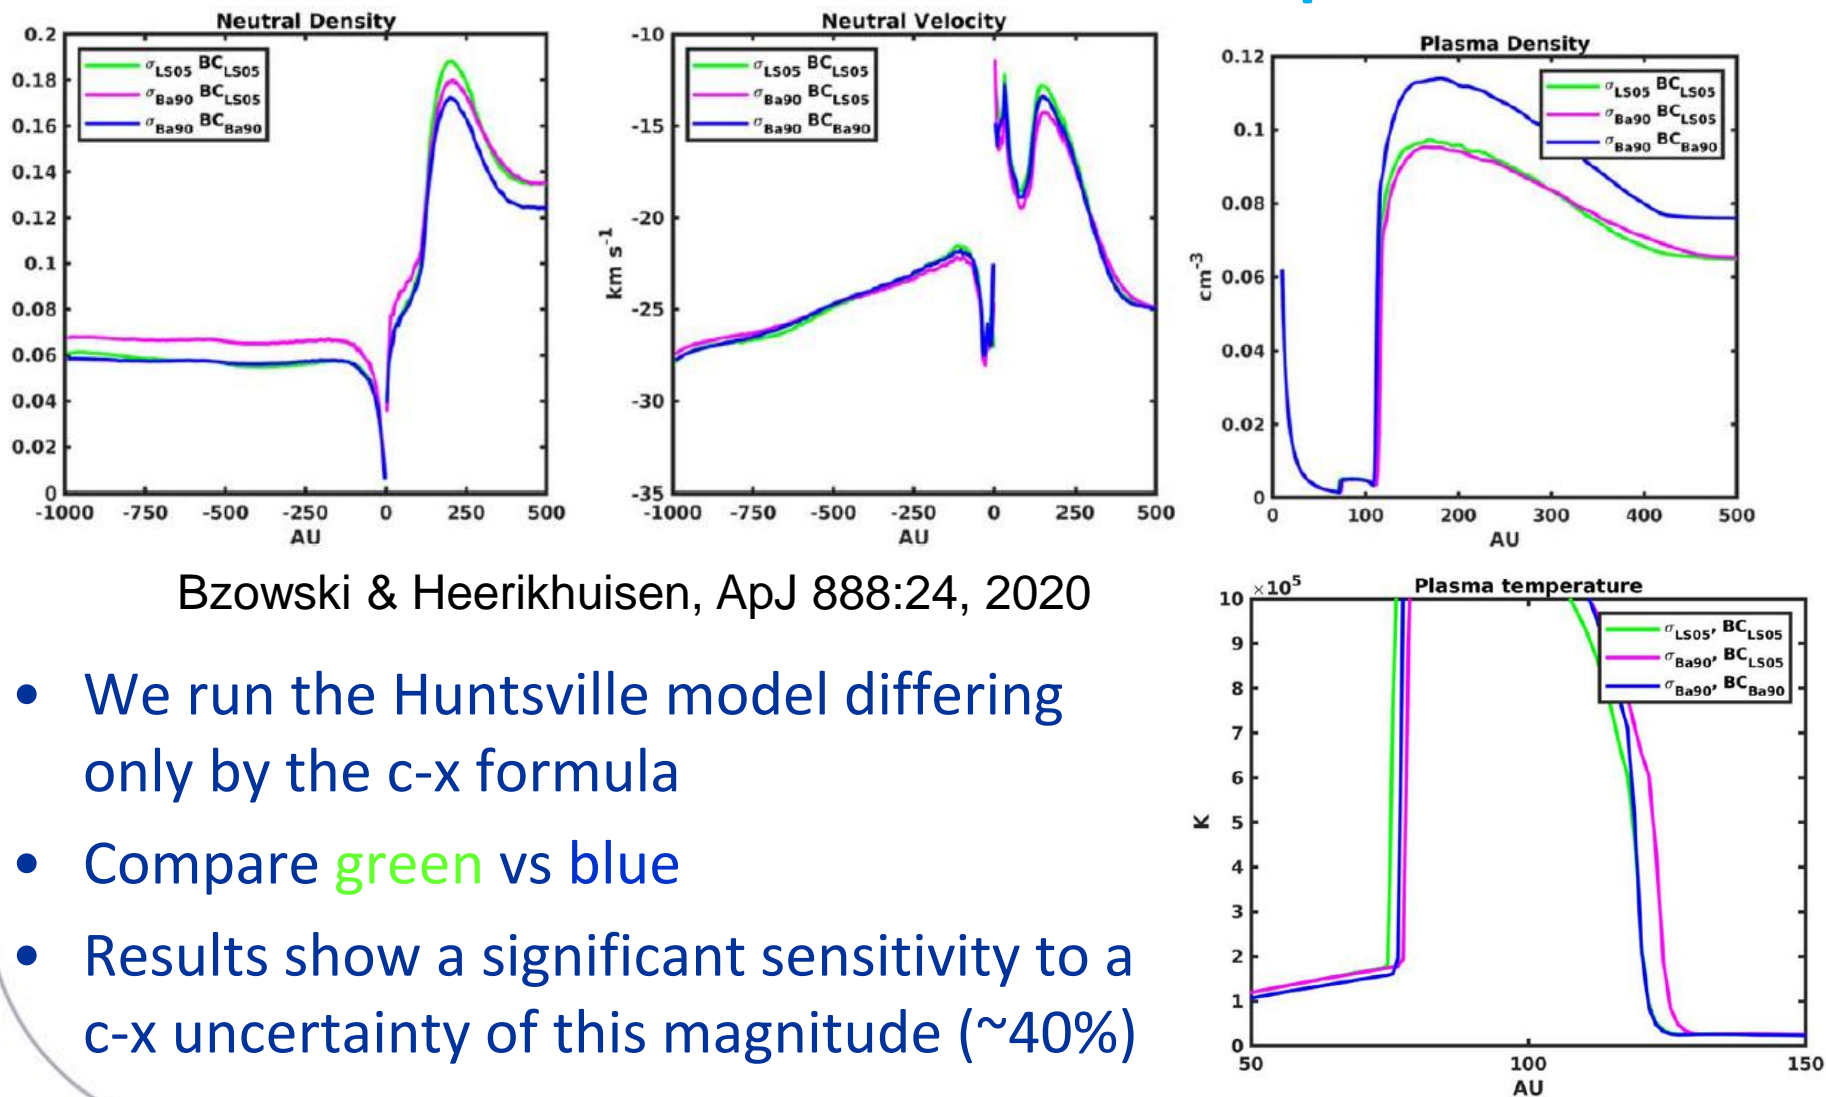 Neutral Density
0.2
0.18
0.16
0.14
0.12
0.1
0.08
0.06
0.04
0.02
0
-1000 -750 -500 -250 0 250 500
AU
σLS05 BCLS05
σBa90 BCLS05
σBa90 BCBa90
Neutral Velocity
-10
-15
-20
-25
-30
-35
km s-1
-1000 -750 -500 -250 0 250 500
AU
σLS05 BCLS05
σBa90 BCLS05
σBa90 BCBa90
Plasma Density
0.12
0.1
0.08
0.06
0.04
0.02
0
cm-3
0 100 200 300 400 500
AU
σLS05 BCLS05
σBa90 BCLS05
σBa90 BCBa90
Bzowski & Heerikhuisen, ApJ 888:24, 2020
• We run the Huntsville model differing
only by the c-x formula
• Compare green vs blue
• Results show a significant sensitivity to a
c-x uncertainty of this magnitude (~40%)
×105 Plasma temperature
10
9
8
7
6
5
4
3
2
1
0
K
50 100 150
AU
σLS05, BCLS05
σBa90, BCLS05
σBa90, BCBa90